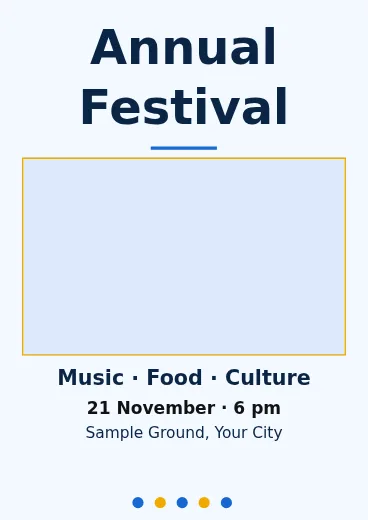 Annual
Festival
Music · Food · Culture
21 November · 6 pm
Sample Ground, Your City